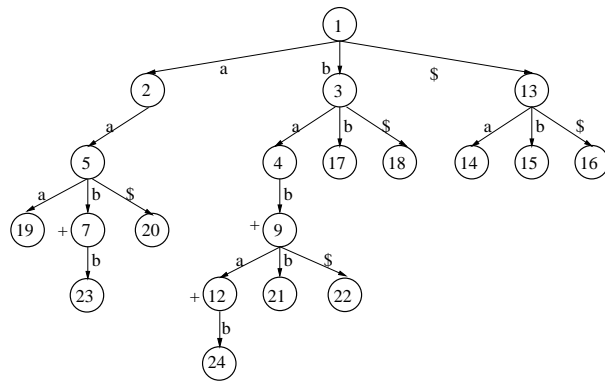 1
a b $
2 3 13
a a b $ a b $
5 4 17 18 14 15 16
a b $ b
19 + 7 20 + 9
b a b $
23 + 12 21 22
b
24